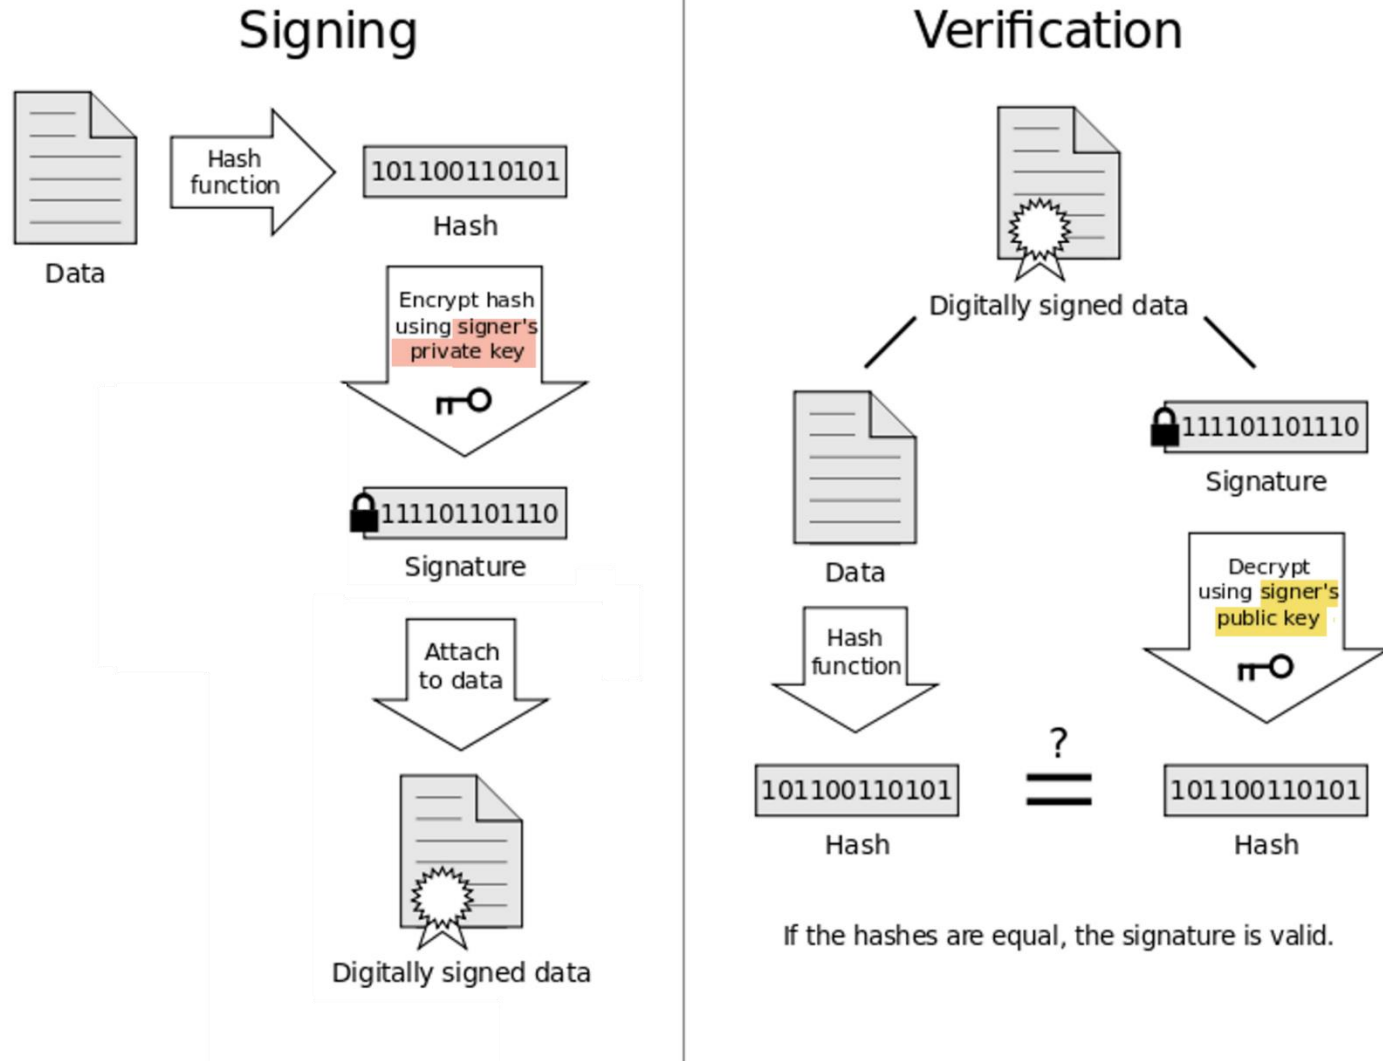 Signing
Hash
function
101100110101
Hash
Data
Encrypt hash
using signer's
private key
111101101110
Signature
Attach
to data
Digitally signed data
Verification
Digitally signed data
Data
Hash
function
101100110101
Hash
111101101110
Signature
Decrypt
using signer's
public key
?
101100110101
Hash
If the hashes are equal, the signature is valid.